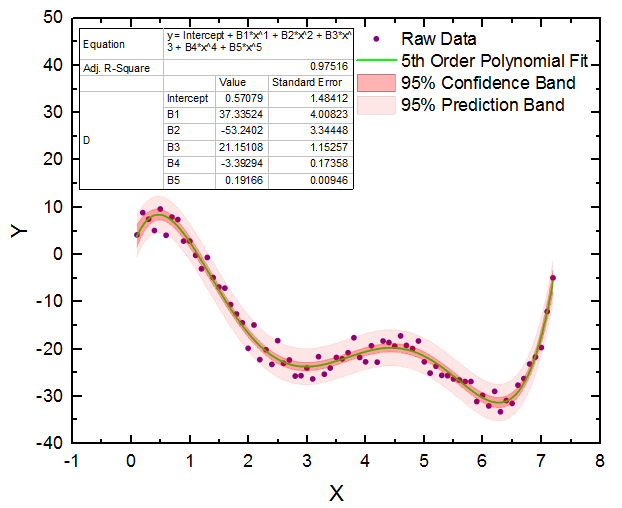 50
40
30
20
10
0
-10
-20
-30
-40
Y
Equation
y = Intercept + B1*x^1 + B2*x^2 + B3*x^
3 + B4*x^4 + B5*x^5
Adj. R-Square 0.97516
Value Standard Error
D
Intercept 0.57079 1.48412
B1 37.33524 4.00823
B2 -53.2402 3.34448
B3 21.15108 1.15257
B4 -3.39294 0.17358
B5 0.19166 0.00946
Raw Data
5th Order Polynomial Fit
95% Confidence Band
95% Prediction Band
-1 0 1 2 3 4 5 6 7 8
X